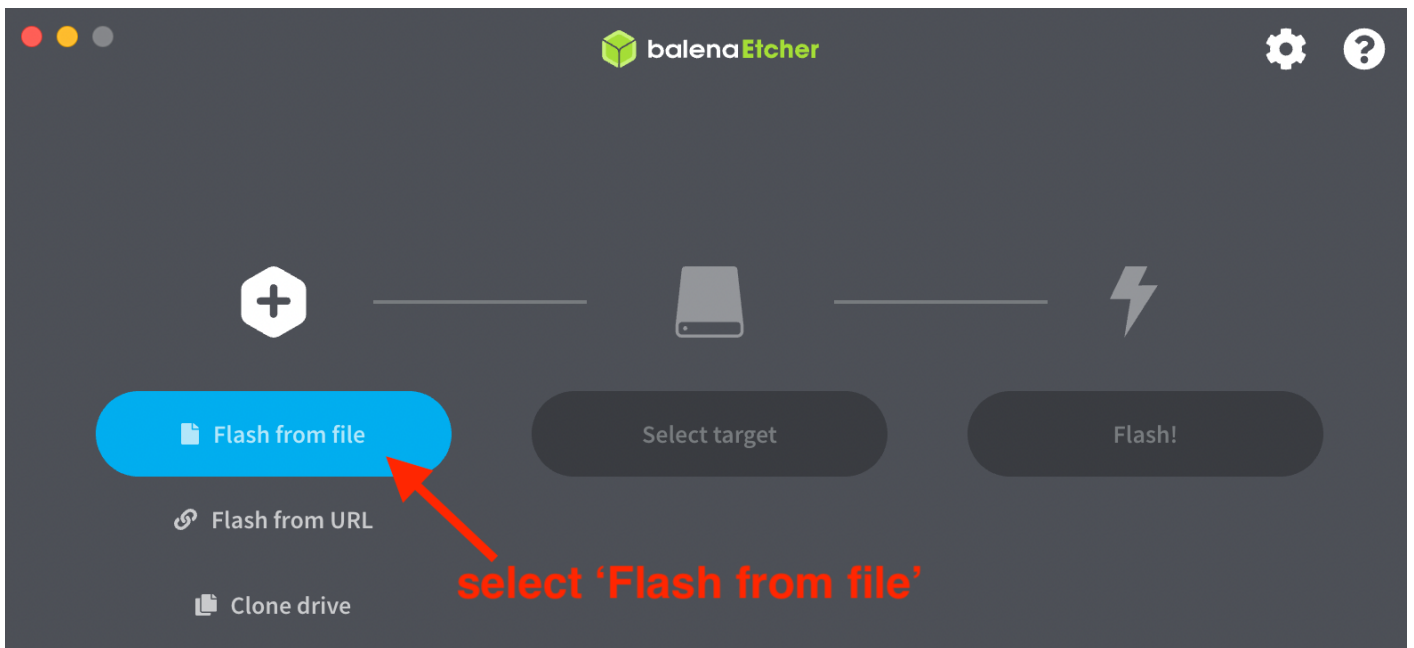 balenaEtcher
Flash from file
Select target
Flash!
Flash from URL
select ‘Flash from file’
Clone drive